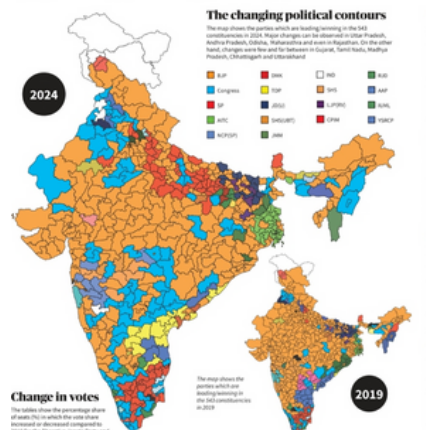 The changing political contours
The map shows the parties which are leading/winning in the 543
constituencies in 2024. Major changes can be observed in Uttar Pradesh,
Andhra Pradesh, Odisha, Maharashtra and even in Rajasthan. On the other
hand, changes were few and far between in Gujarat, Tamil Nadu, Madhya
Pradesh, Chhattisgarh and Uttarakhand
2024
BJP DMK IND RJD
Congress TDP SHS AAP
SP JD(U) LJP(RV) IUML
AITC SHS(UBT) CPIM YSRCP
NCP(SP) JMM
The map shows the
parties which are
leading/winning in
the 543 constituencies
in 2019
2019
Change in votes
The tables show the percentage share
of seats (%) in which the vote share
increased or decreased compared to